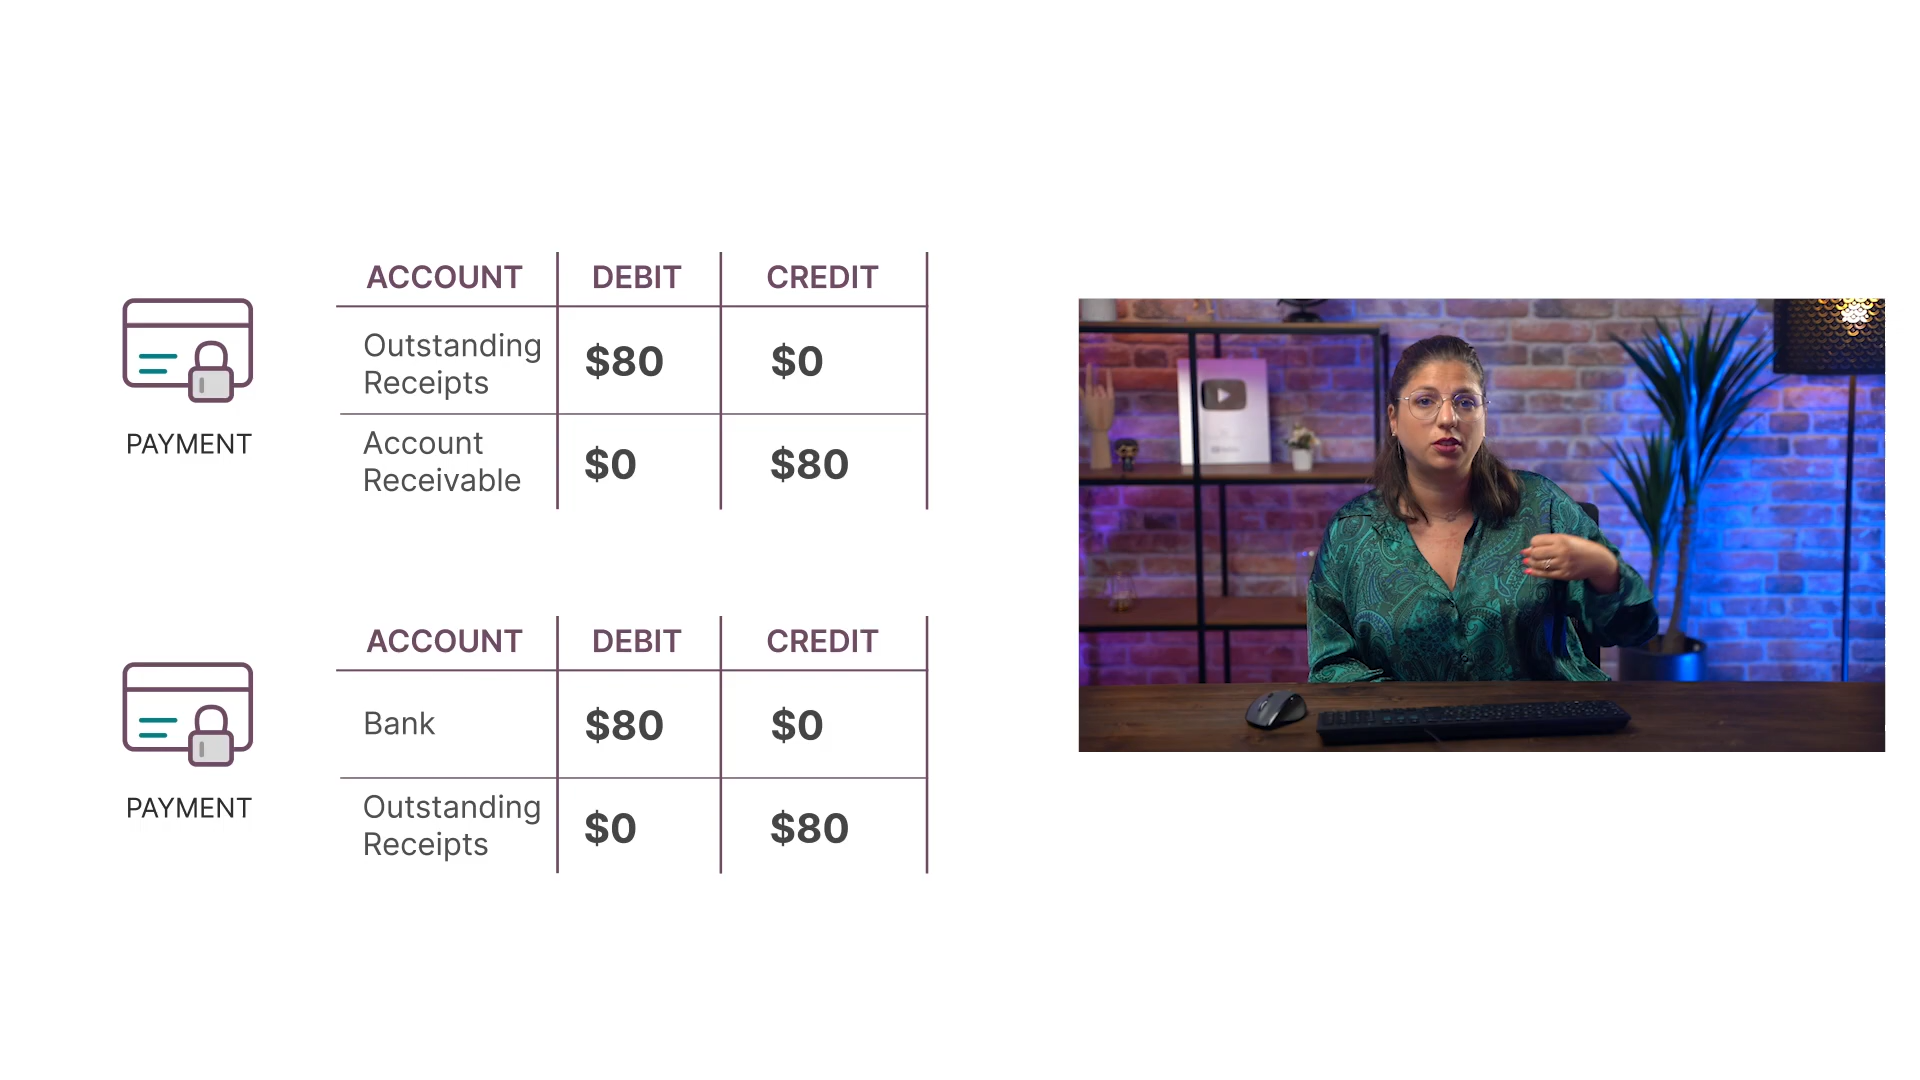 ACCOUNT DEBIT CREDIT
Outstanding
Receipts $80 $0
Account
Receivable $0 $80
PAYMENT
ACCOUNT DEBIT CREDIT
Bank $80 $0
Outstanding
Receipts $0 $80
PAYMENT